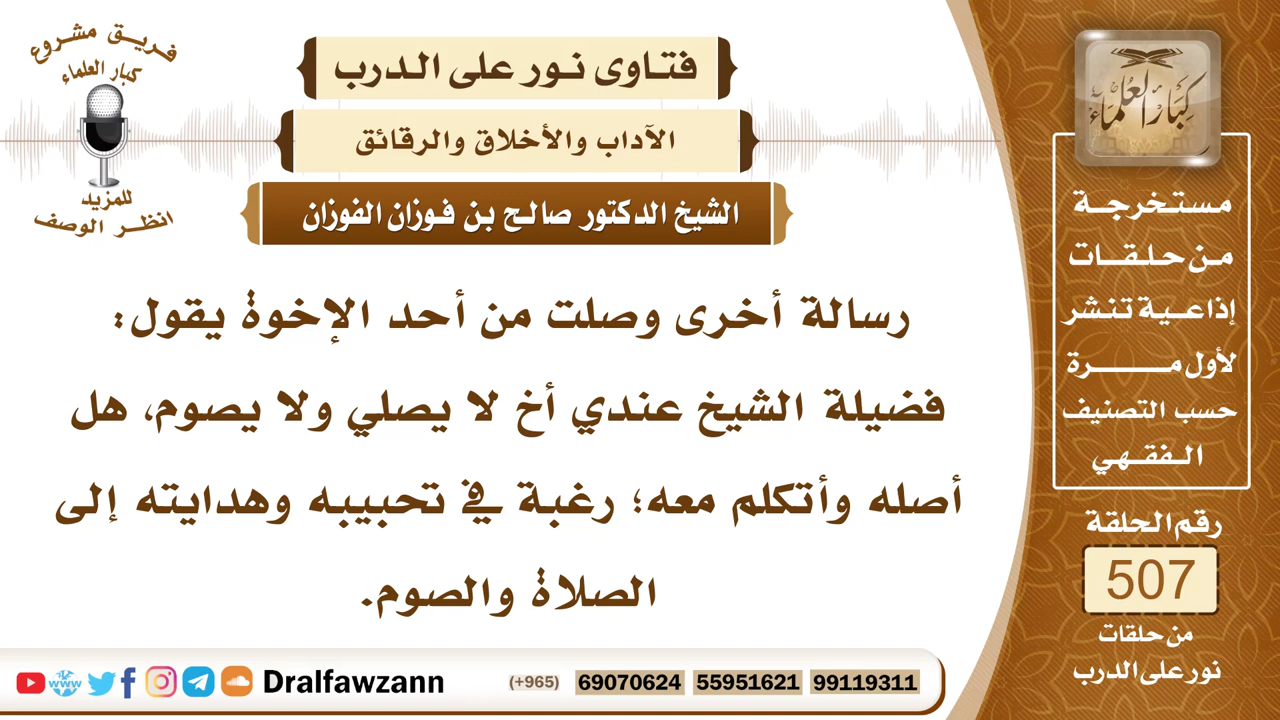 فريق مشروع
كبار العلماء
للمزيد
انظر الوصف
فتاوى نور على الدرب
الآداب والأخلاق والرقائق
الشيخ الدكتور صالح بن فوزان الفوزان
رسالة أخرى وصلت من أحد الإخوة يقول:
فضيلة الشيخ عندي أخ لا يصلي ولا يصوم، هل
أصله وأتكلم معه؛ رغبة في تحبيبه وهدايته إلى
الصلاة والصوم.
كبار العلماء
مستخرجة
من حلقات
إذاعية تنشر
لأول مرة
حسب التصنيف
الفقهي
رقم الحلقة
507
من حلقات
نور على الدرب
www Dralfawzann (+965) 69070624 55951621 99119311